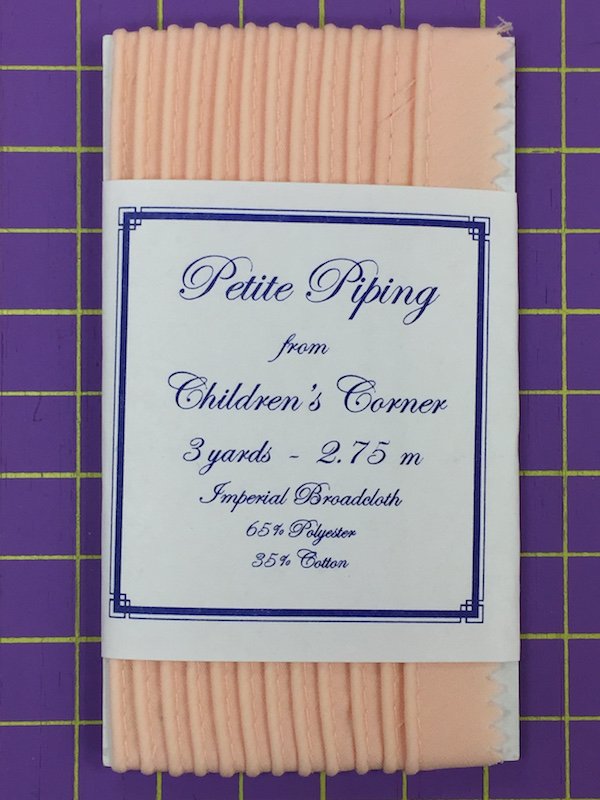 Petite Piping
from
Children's Corner
3 yards - 2.75 m
Imperial Broadcloth
65% Polyester
35% Cotton